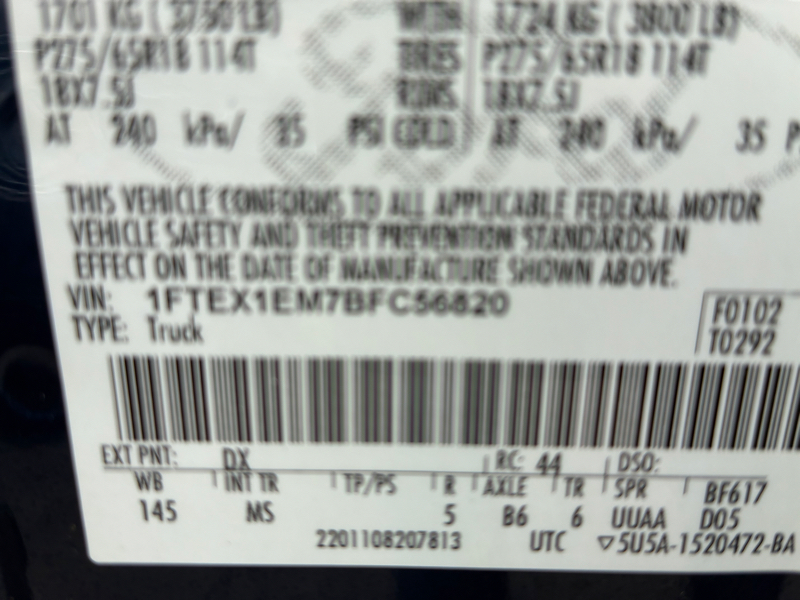 1701 KG ( 3750 LB) WITH 1724 KG ( 3800 LB)
P275/65R18 114T TIRES P275/65R18 114T
18X7.5J RIMS 18X7.5J
AT 240 kPa/ 35 PSI COLD AT 240 kPa/ 35 P
THIS VEHICLE CONFORMS TO ALL APPLICABLE FEDERAL MOTOR
VEHICLE SAFETY AND THEFT PREVENTION STANDARDS IN
EFFECT ON THE DATE OF MANUFACTURE SHOWN ABOVE.
VIN: 1FTEX1EM7BFC56820
TYPE: Truck
F0102
T0292
EXT PNT: DX RC: 44 DSO:
WB INT TR TP/PS R AXLE TR SPR BF617
145 MS 5 B6 6 UUAA D05
2201108207813 UTC ▽5U5A-1520472-BA